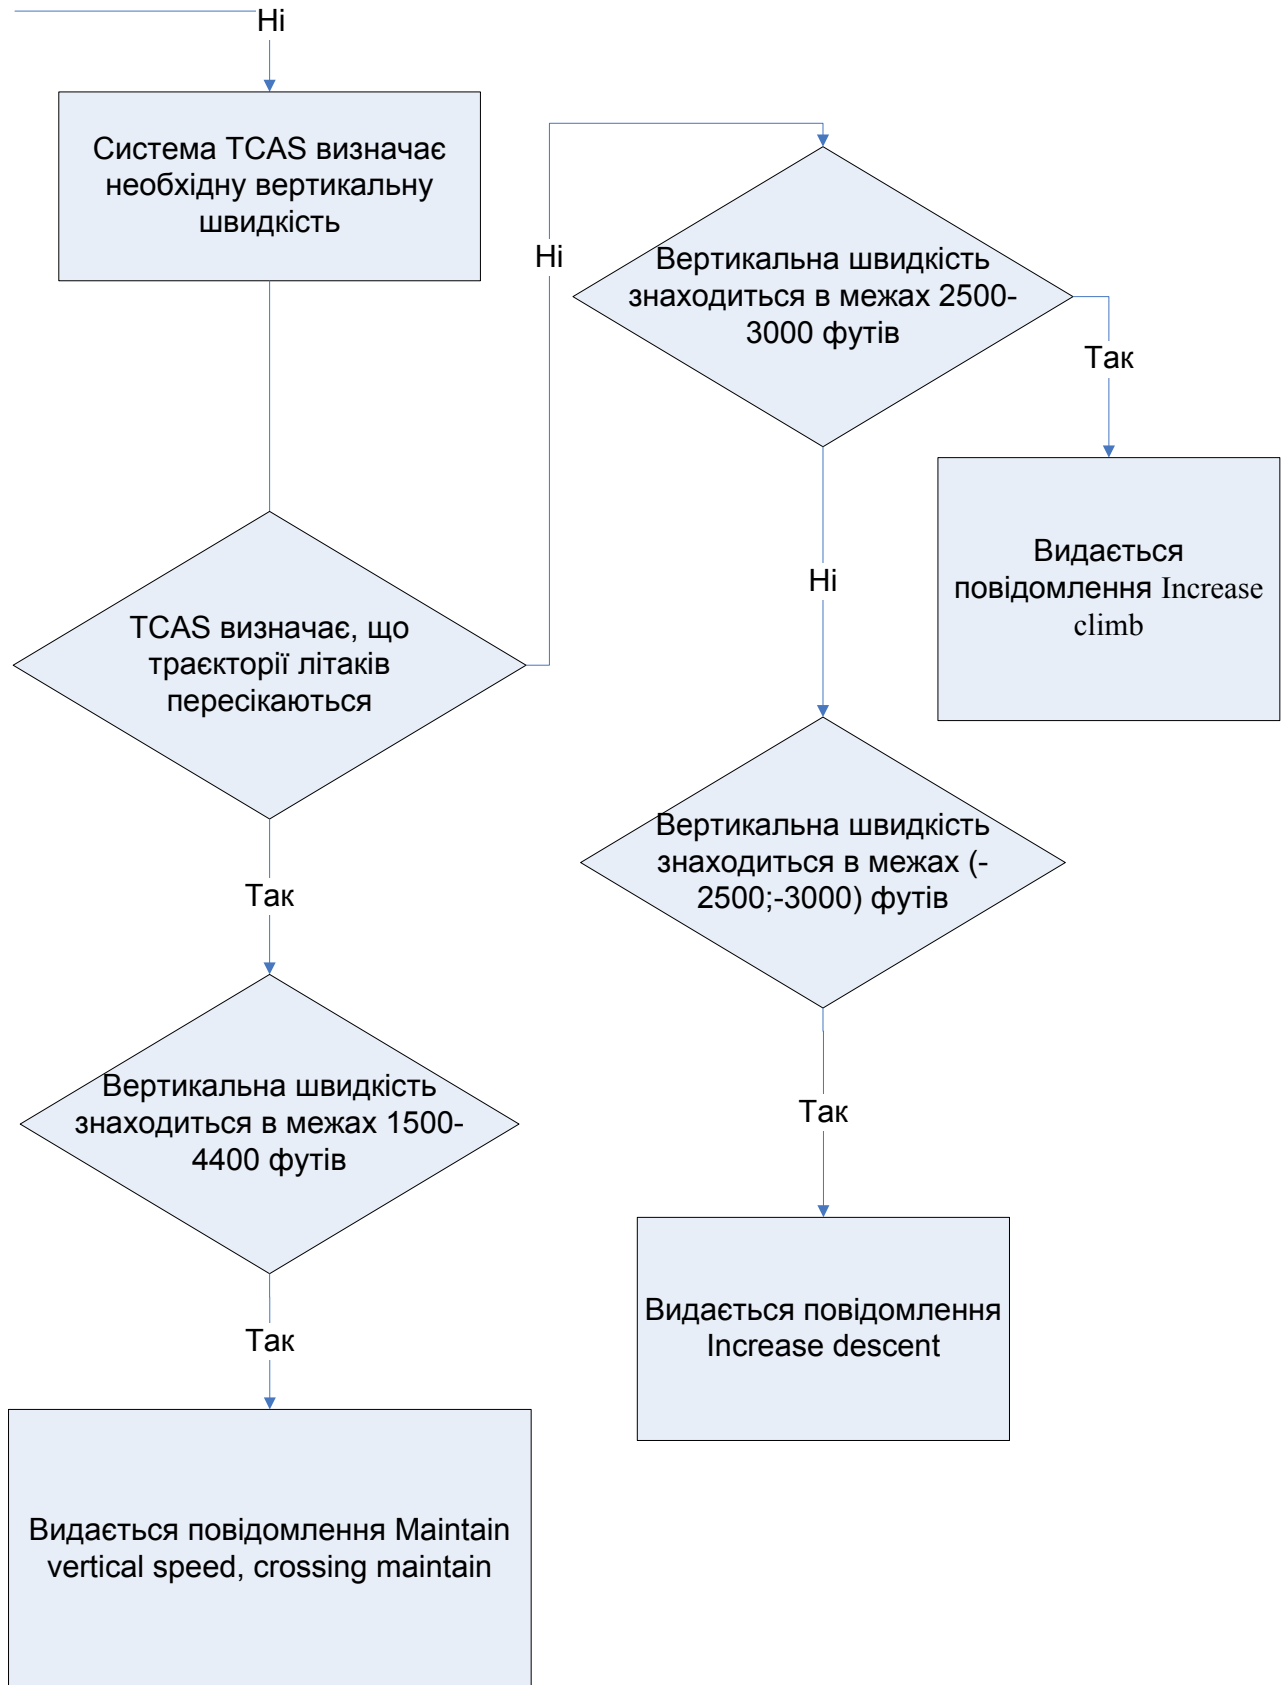 Ні
Система TCAS визначає
необхідну вертикальну
швидкість
Ні
Вертикальна швидкість
знаходиться в межах 2500-
3000 футів
Так
Видається
повідомлення Increase
climb
Ні
TCAS визначає, що
траєкторії літаків
пересікаються
Вертикальна швидкість
знаходиться в межах (-
2500;-3000) футів
Так
Вертикальна швидкість
знаходиться в межах 1500-
4400 футів
Так
Видається повідомлення
Increase descent
Так
Видається повідомлення Maintain
vertical speed, crossing maintain